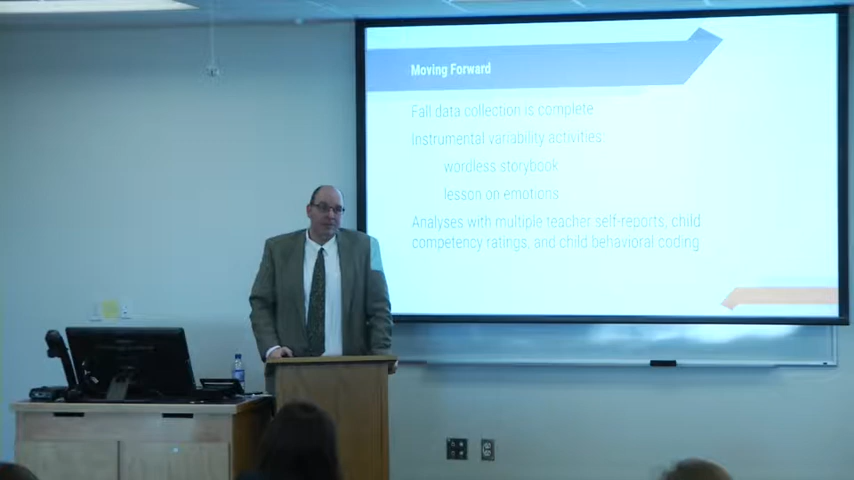 Moving Forward
Fall data collection is complete
Instrumental variability activities:
wordless storybook
lesson on emotions
Analyses with multiple teacher self-reports, child
competency ratings, and child behavioral coding